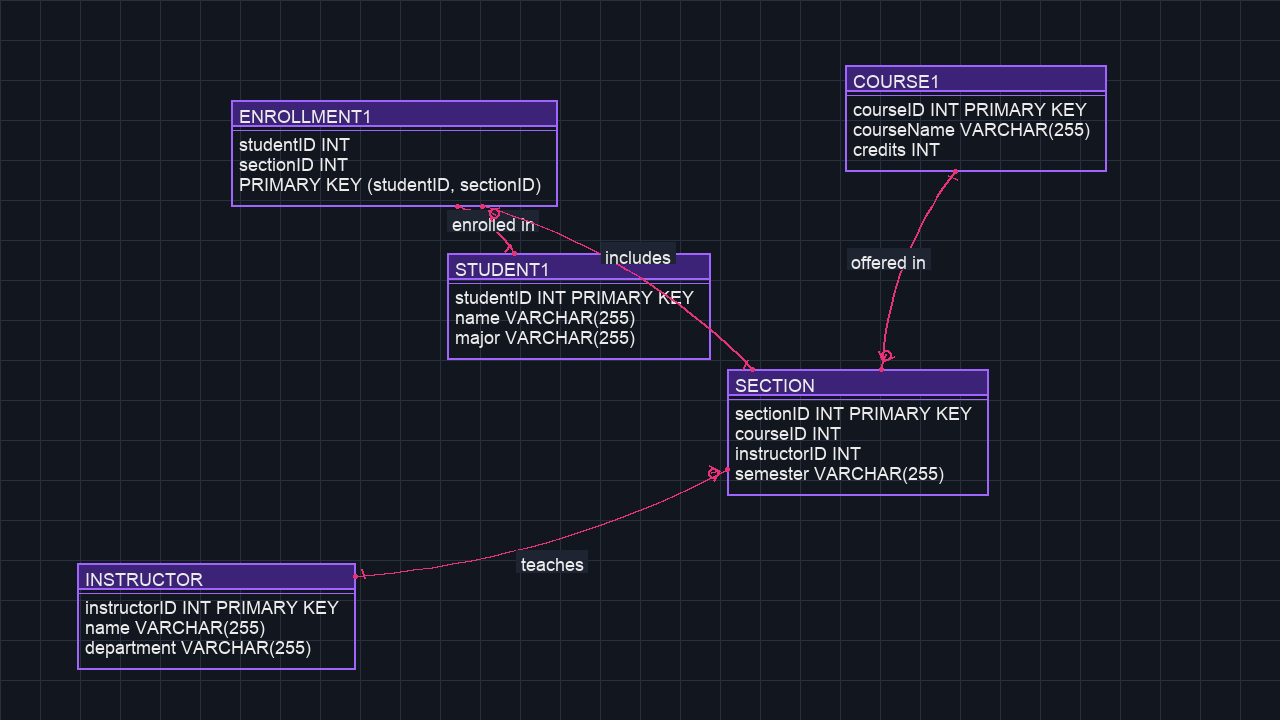 COURSE1
courseID INT PRIMARY KEY
courseName VARCHAR(255)
credits INT
ENROLLMENT1
studentID INT
sectionID INT
PRIMARY KEY (studentID, sectionID)
enrolled in
includes
offered in
STUDENT1
studentID INT PRIMARY KEY
name VARCHAR(255)
major VARCHAR(255)
SECTION
sectionID INT PRIMARY KEY
courseID INT
instructorID INT
semester VARCHAR(255)
teaches
INSTRUCTOR
instructorID INT PRIMARY KEY
name VARCHAR(255)
department VARCHAR(255)